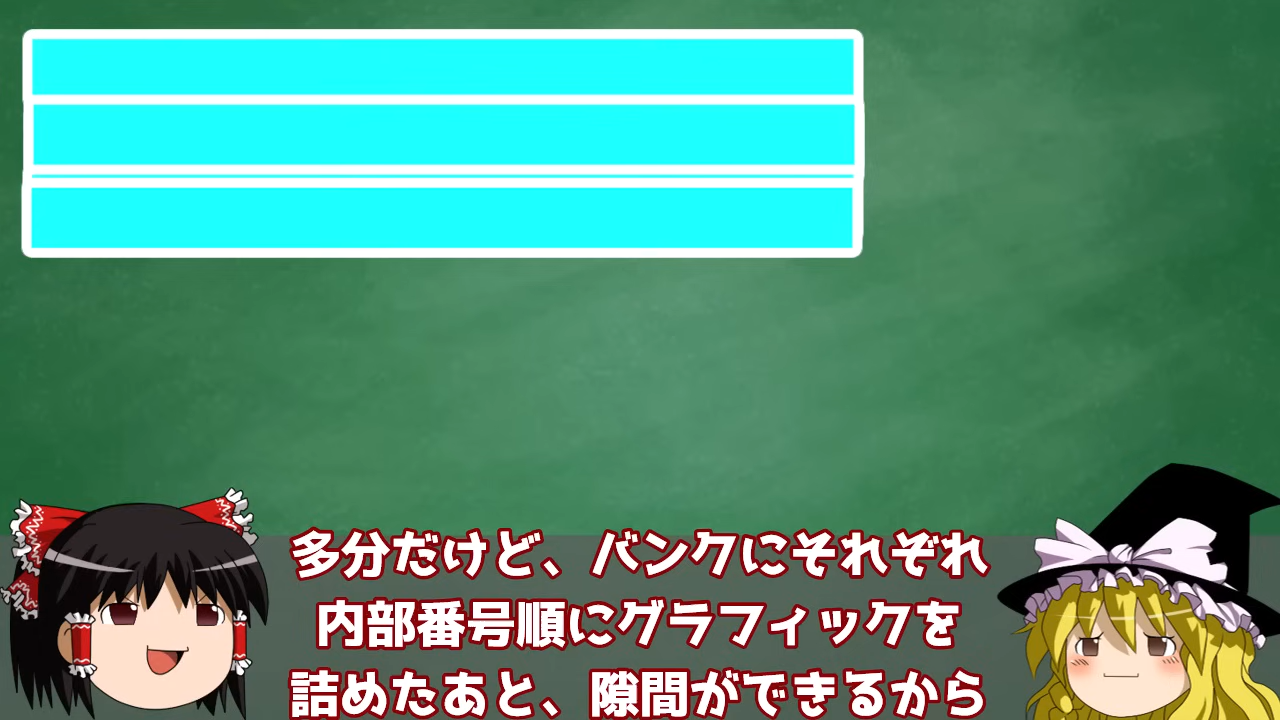 多分だけど、バンクにそれぞれ
内部番号順にグラフィックを
詰めたあと、隙間ができるから